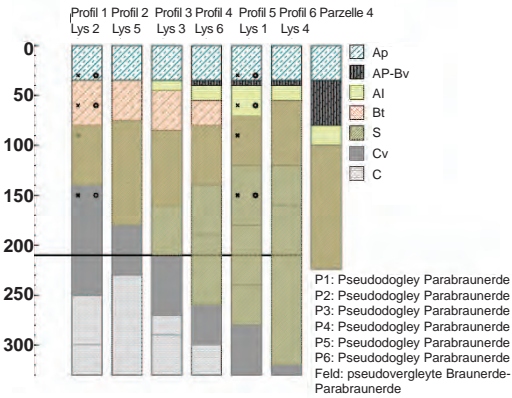 Profil 1 Profil 2 Profil 3 Profil 4 Profil 5 Profil 6 Parzelle 4
Lys 2 Lys 5 Lys 3 Lys 6 Lys 1 Lys 4
0
50
100
150
200
250
300
Ap
AP-Bv
Al
Bt
S
Cv
C
P1: Pseudodogley Parabraunerde
P2: Pseudodogley Parabraunerde
P3: Pseudodogley Parabraunerde
P4: Pseudodogley Parabraunerde
P5: Pseudodogley Parabraunerde
P6: Pseudodogley Parabraunerde
Feld: pseudovergleyte Braunerde-
Parabraunerde